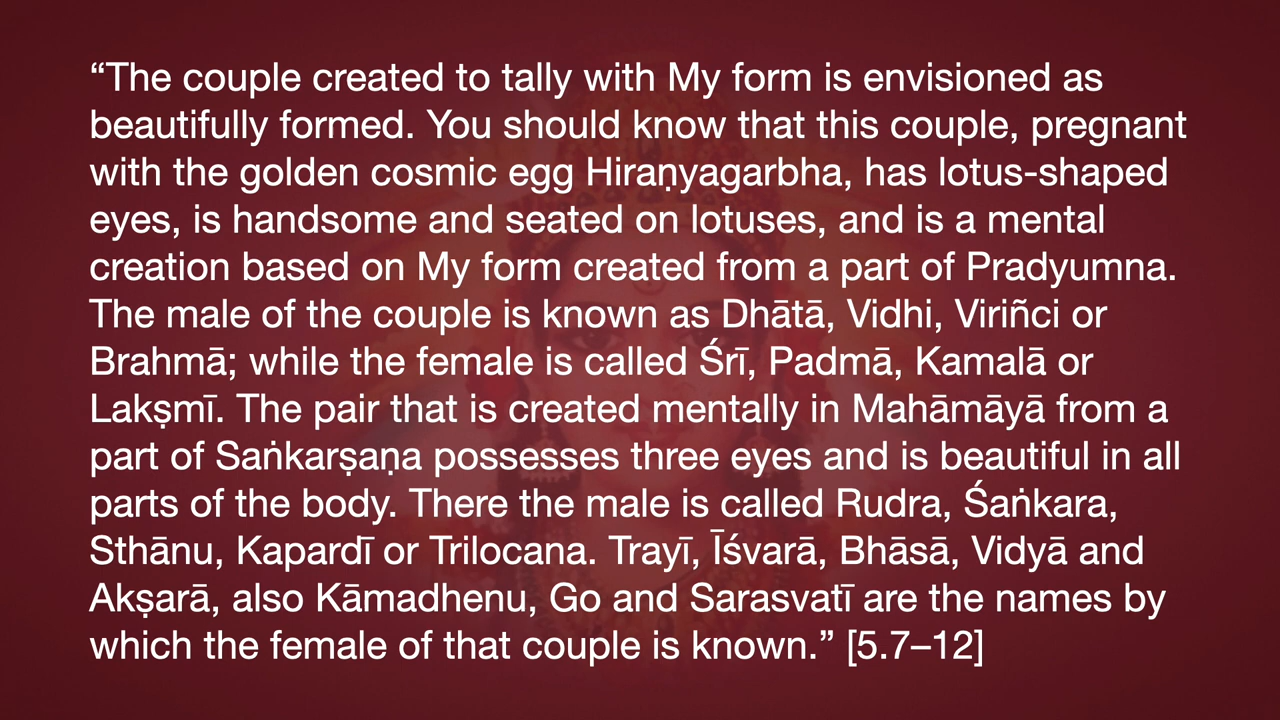 “The couple created to tally with My form is envisioned as
beautifully formed. You should know that this couple, pregnant
with the golden cosmic egg Hiraṇyagarbha, has lotus-shaped
eyes, is handsome and seated on lotuses, and is a mental
creation based on My form created from a part of Pradyumna.
The male of the couple is known as Dhātā, Vidhi, Viriñci or
Brahmā; while the female is called Śrī, Padmā, Kamalā or
Lakṣmī. The pair that is created mentally in Mahāmāyā from a
part of Saṅkarṣaṇa possesses three eyes and is beautiful in all
parts of the body. There the male is called Rudra, Śaṅkara,
Sthānu, Kapardī or Trilocana. Trayī, Īśvarā, Bhāsā, Vidyā and
Akṣarā, also Kāmadhenu, Go and Sarasvatī are the names by
which the female of that couple is known.” [5.7–12]